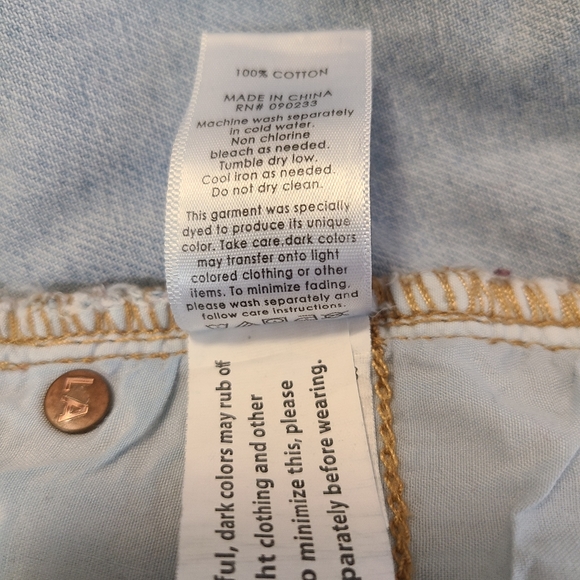 100% COTTON
MADE IN CHINA
RN# 090233
Machine wash separately
in cold water.
Non chlorine
bleach as needed.
Tumble dry low.
Cool iron as needed.
Do not dry clean.
This garment was specially
dyed to produce its unique
color. Take care,dark colors
may transfer onto light
colored clothing or other
items. To minimize fading,
please wash separately and
follow care instructions.
ful, dark colors may rub off
ht clothing and other
o minimize this, please
parately before wearing.
LA